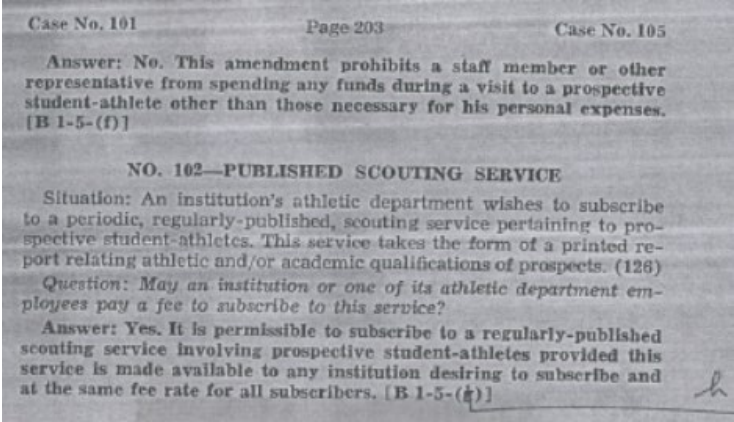 Case No. 101 Page 203 Case No. 105
Answer: No. This amendment prohibits a staff member or other
representative from spending any funds during a visit to a prospective
student-athlete other than those necessary for his personal expenses.
[B 1-5-(f)]
NO. 102—PUBLISHED SCOUTING SERVICE
Situation: An institution's athletic department wishes to subscribe
to a periodic, regularly-published, scouting service pertaining to pro-
spective student-athletes. This service takes the form of a printed re-
port relating athletic and/or academic qualifications of prospects. (126)
Question: May an institution or one of its athletic department em-
ployees pay a fee to subscribe to this service?
Answer: Yes. It is permissible to subscribe to a regularly-published
scouting service involving prospective student-athletes provided this
service is made available to any institution desiring to subscribe and
at the same fee rate for all subscribers. [B 1-5-( )] h